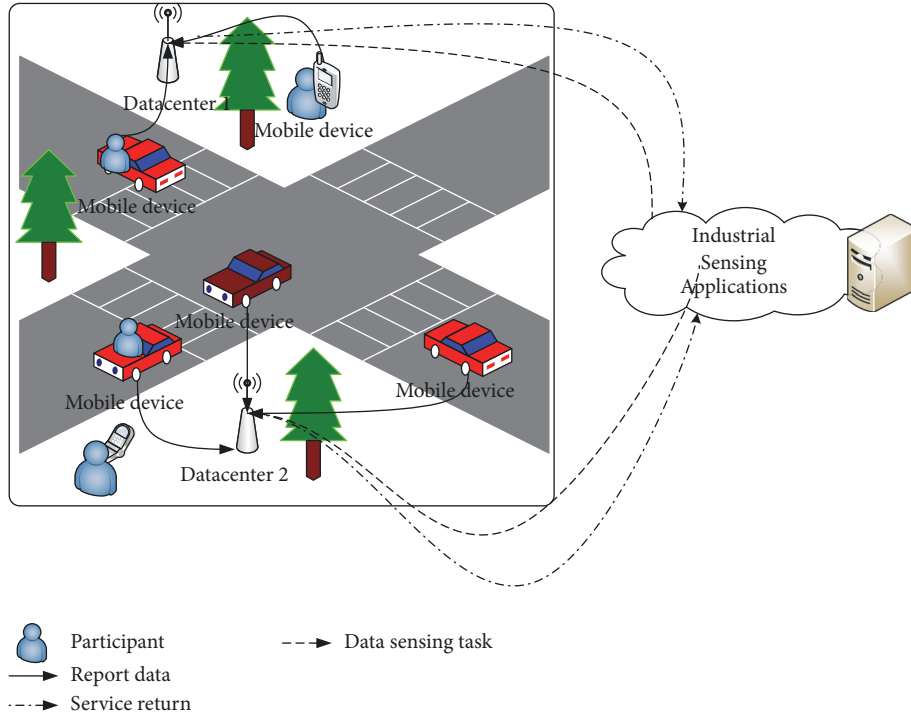 Datacenter 1
Mobile device
Mobile device
Industrial
Sensing
Applications
Mobile device
Mobile device
Mobile device
Datacenter 2
Participant
Data sensing task
Report data
Service return